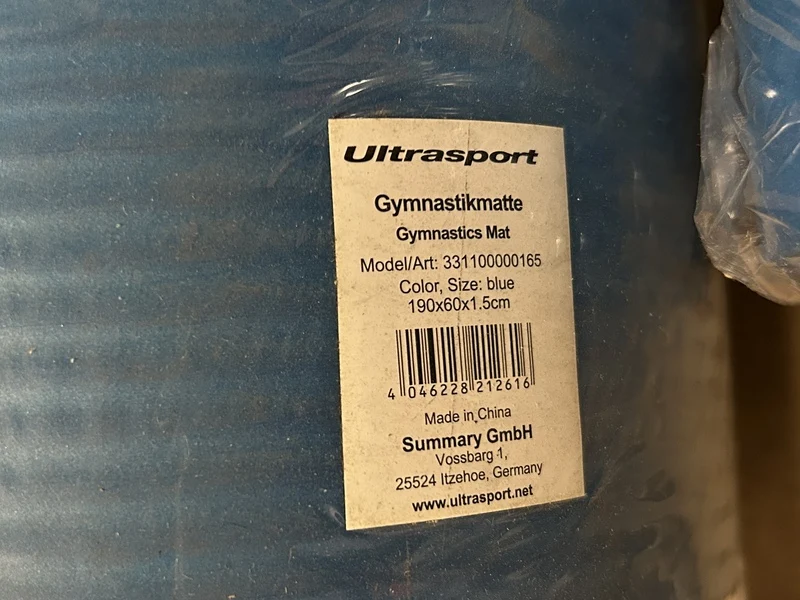 Ultrasport
Gymnastikmatte
Gymnastics Mat
Model/Art: 331100000165
Color, Size: blue
190x60x1.5cm
4 046228 212616
Made in China
Summary GmbH
Vossbarg 1,
25524 Itzehoe, Germany
www.ultrasport.net